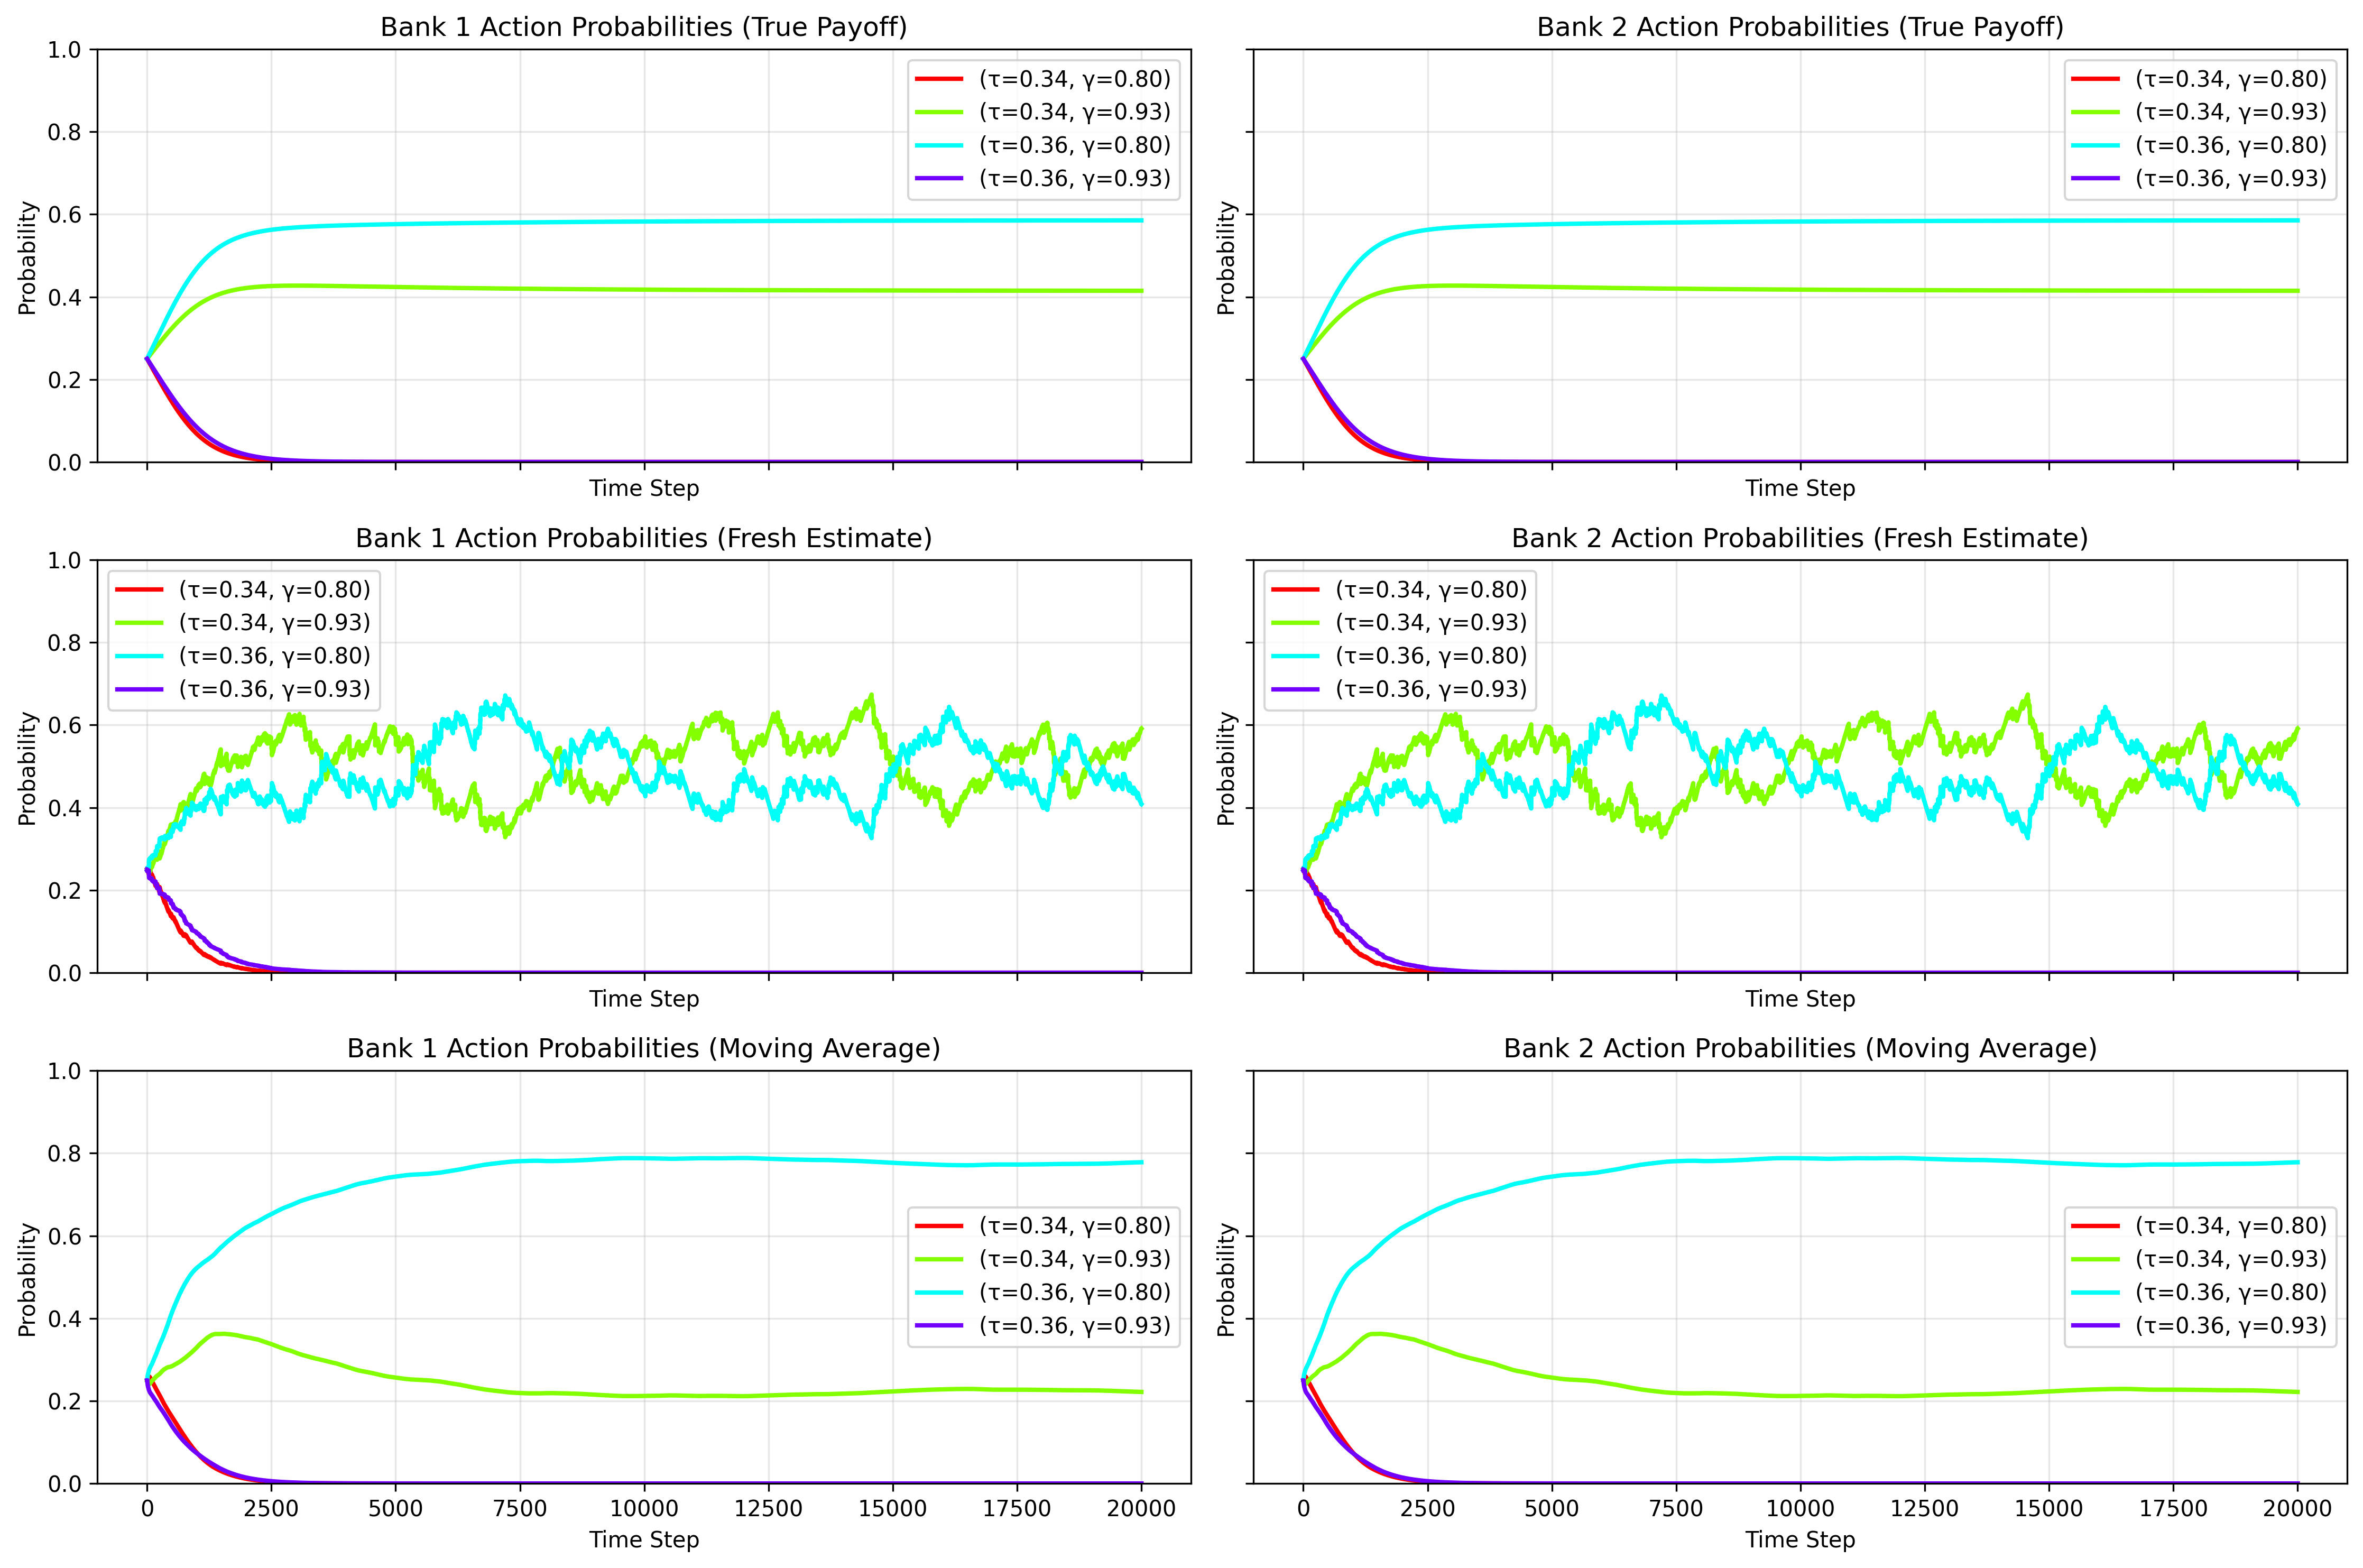 Bank 1 Action Probabilities (True Payoff)
Probability
1.0
0.8
0.6
0.4
0.2
0.0
(τ=0.34, γ=0.80)
(τ=0.34, γ=0.93)
(τ=0.36, γ=0.80)
(τ=0.36, γ=0.93)
Time Step
Bank 2 Action Probabilities (True Payoff)
Probability
(τ=0.34, γ=0.80)
(τ=0.34, γ=0.93)
(τ=0.36, γ=0.80)
(τ=0.36, γ=0.93)
Time Step
Bank 1 Action Probabilities (Fresh Estimate)
Probability
1.0
0.8
0.6
0.4
0.2
0.0
(τ=0.34, γ=0.80)
(τ=0.34, γ=0.93)
(τ=0.36, γ=0.80)
(τ=0.36, γ=0.93)
Time Step
Bank 2 Action Probabilities (Fresh Estimate)
Probability
(τ=0.34, γ=0.80)
(τ=0.34, γ=0.93)
(τ=0.36, γ=0.80)
(τ=0.36, γ=0.93)
Time Step
Bank 1 Action Probabilities (Moving Average)
Probability
1.0
0.8
0.6
0.4
0.2
0.0
(τ=0.34, γ=0.80)
(τ=0.34, γ=0.93)
(τ=0.36, γ=0.80)
(τ=0.36, γ=0.93)
0 2500 5000 7500 10000 12500 15000 17500 20000
Time Step
Bank 2 Action Probabilities (Moving Average)
Probability
(τ=0.34, γ=0.80)
(τ=0.34, γ=0.93)
(τ=0.36, γ=0.80)
(τ=0.36, γ=0.93)
0 2500 5000 7500 10000 12500 15000 17500 20000
Time Step